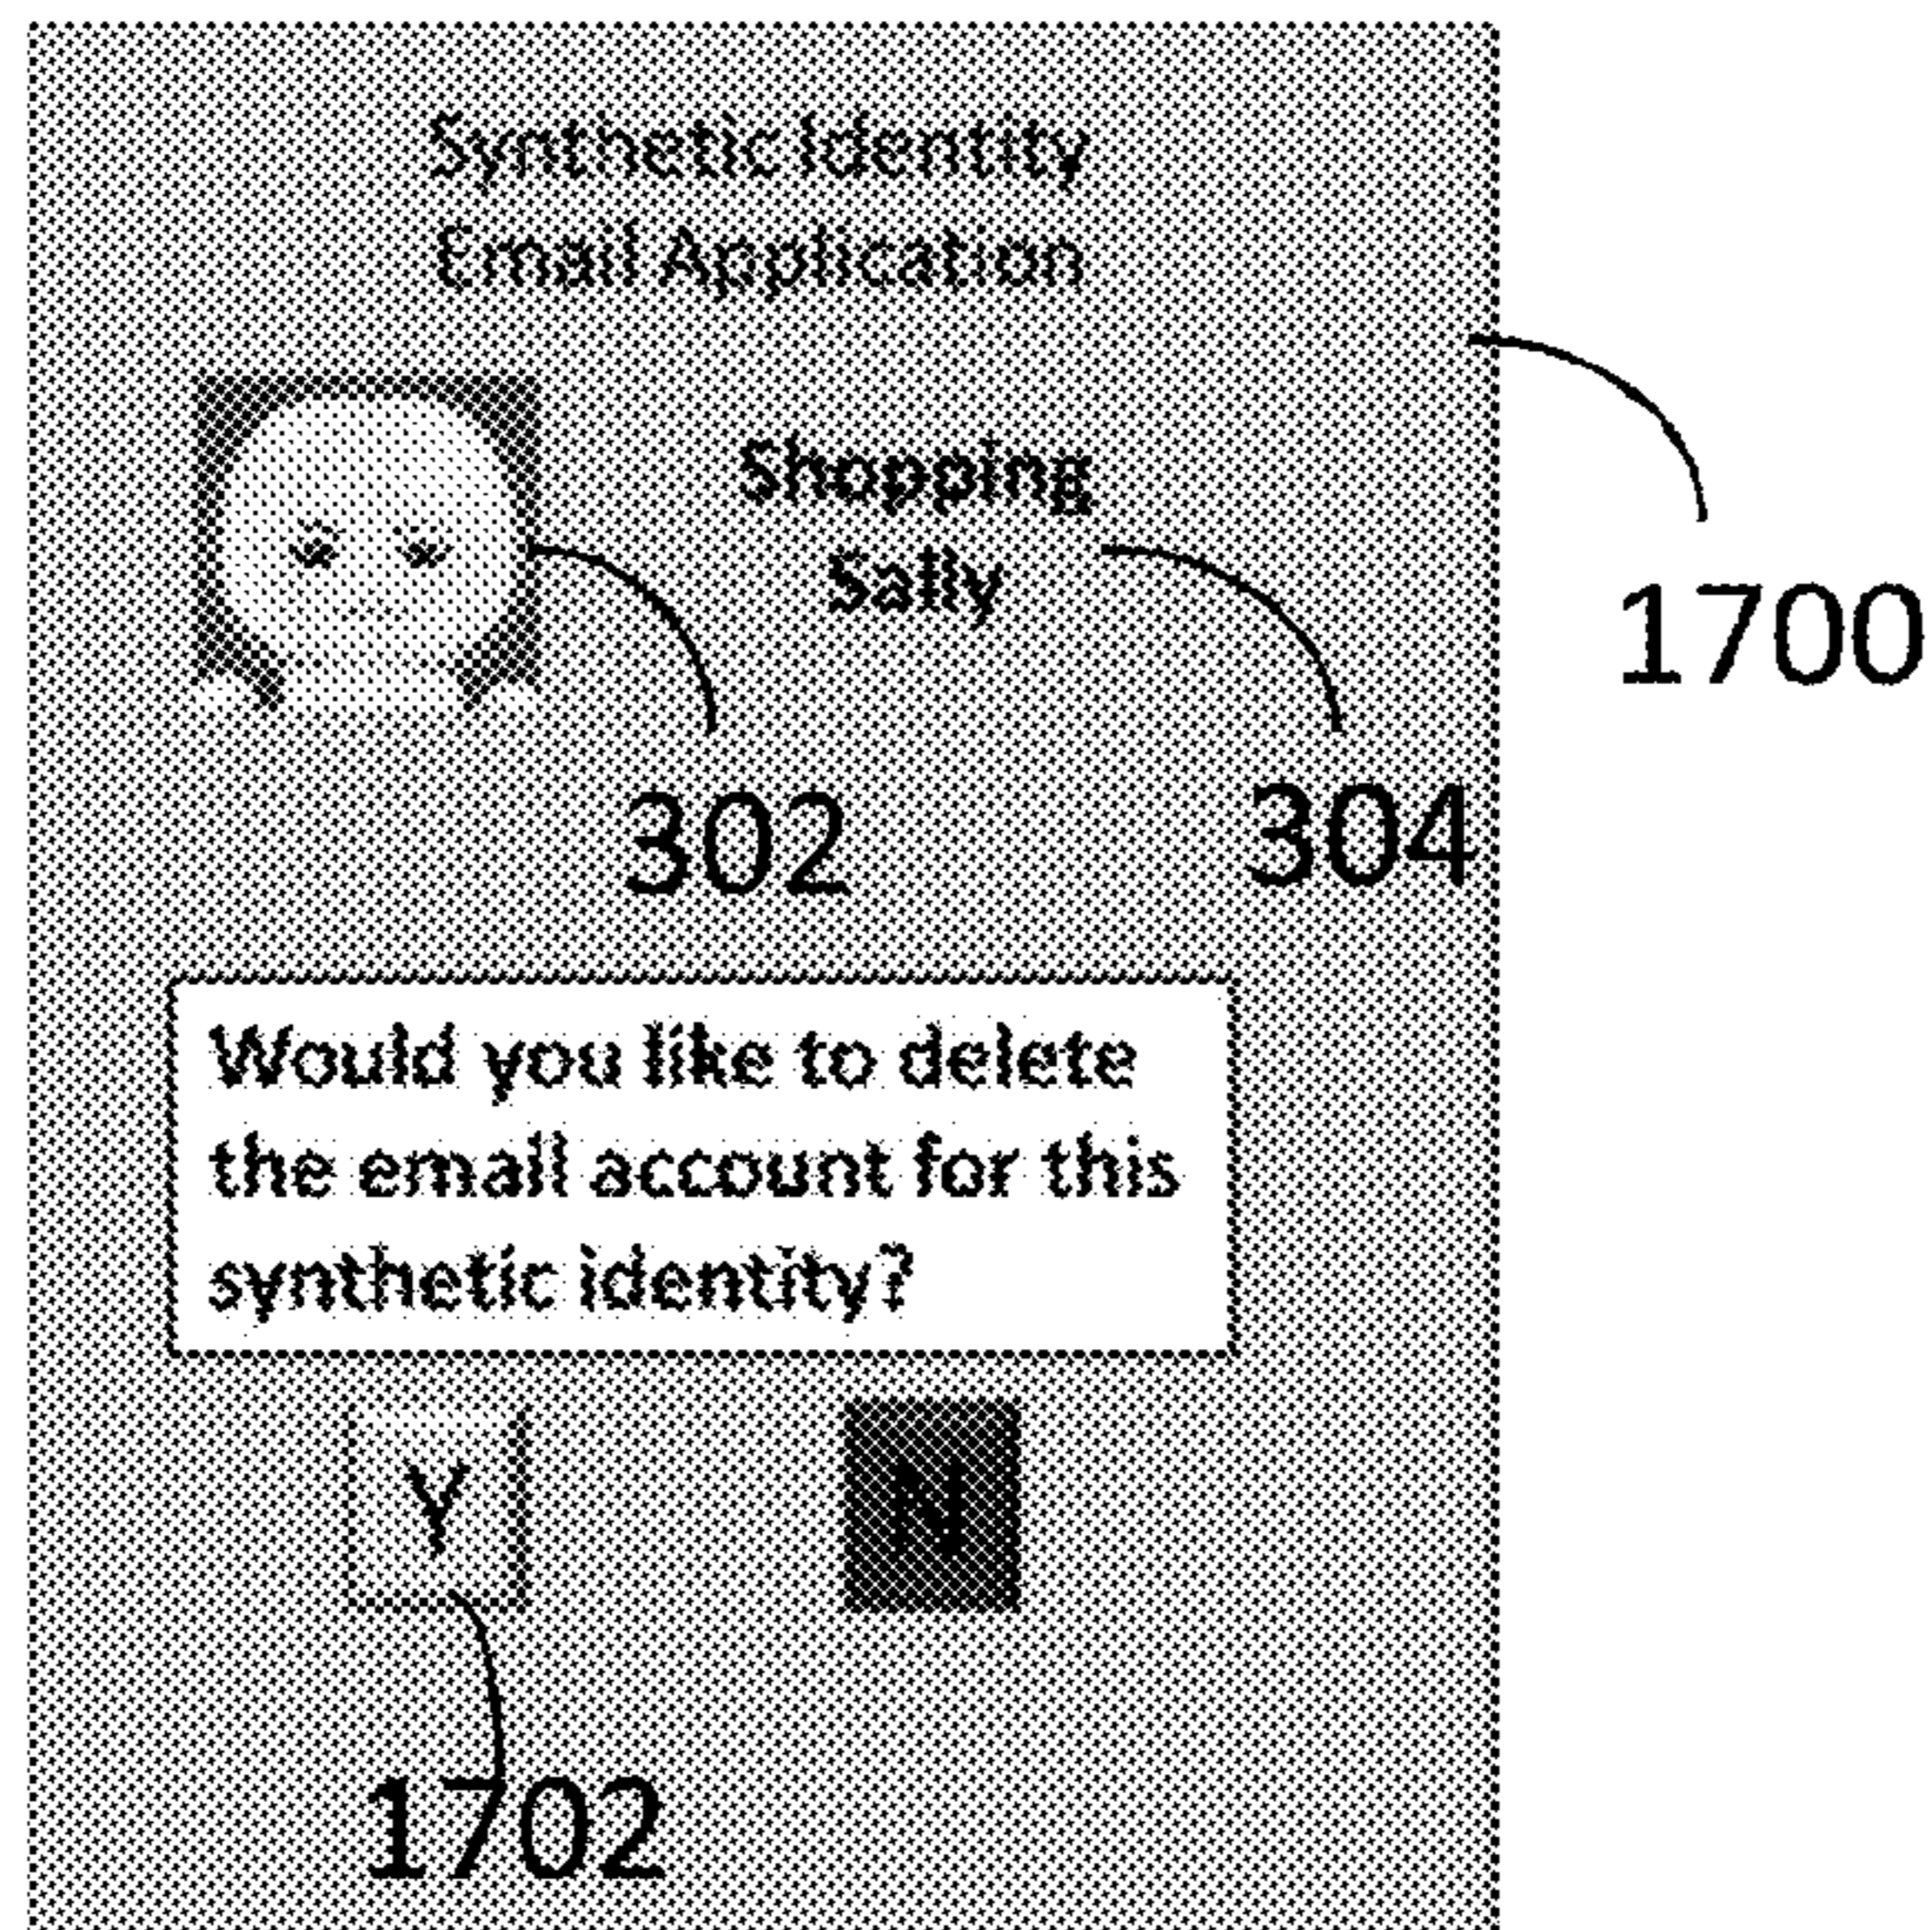 Synthetic Identity
Email Application
Shopping
Sally
1700
302
304
Would you like to delete
the email account for this
synthetic identity?
Y
N
1702